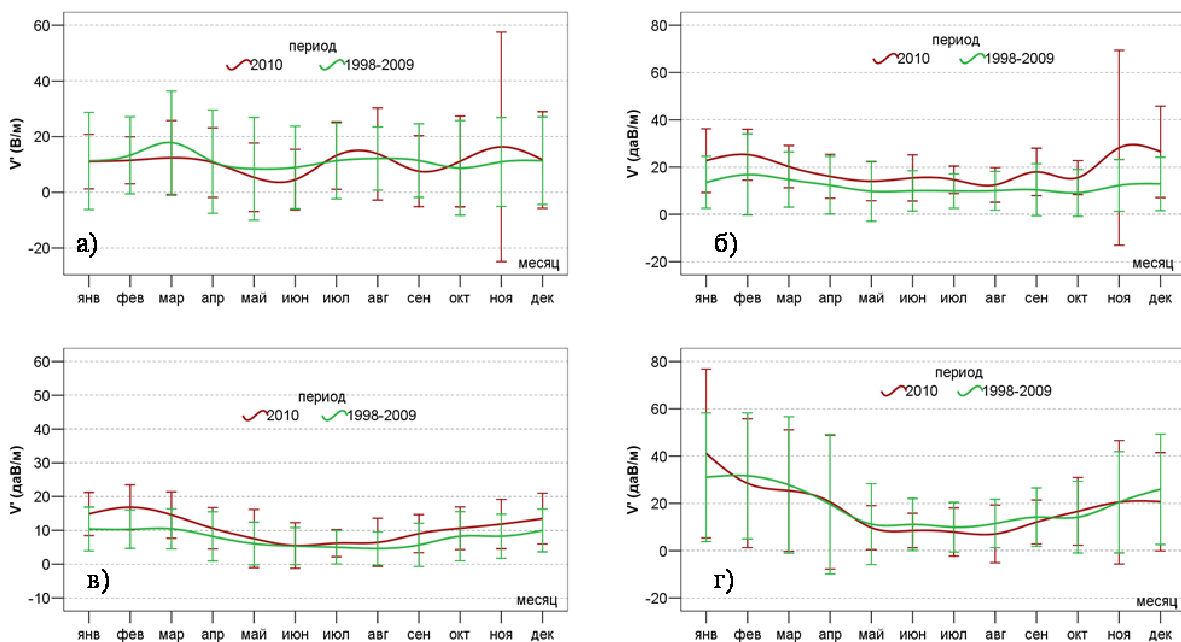 V' (В/м)
60
40
20
0
-20
период
2010 1998-2009
а)
месяц
янв фев мар апр май июн июл авг сен окт ноя дек
V' (даВ/м)
80
60
40
20
0
-20
период
2010 1998-2009
б)
месяц
янв фев мар апр май июн июл авг сен окт ноя дек
V' (даВ/м)
60
50
40
30
20
10
0
-10
период
2010 1998-2009
в)
месяц
янв фев мар апр май июн июл авг сен окт ноя дек
V' (даВ/м)
80
60
40
20
0
-20
период
2010 1998-2009
г)
месяц
янв фев мар апр май июн июл авг сен окт ноя дек